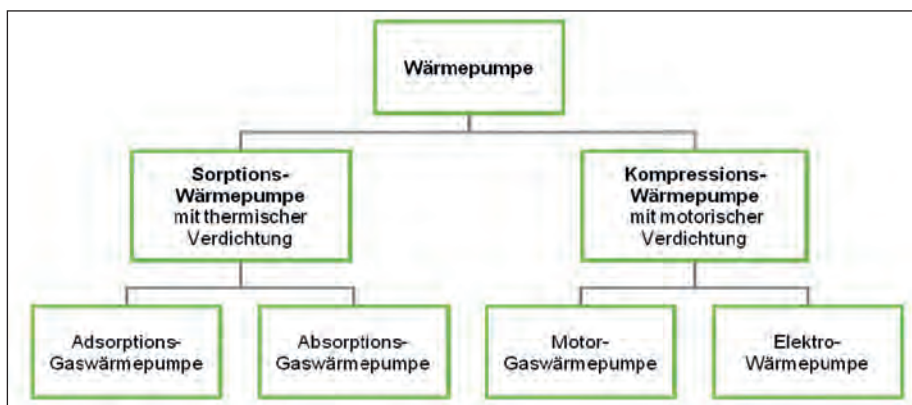 Wärmepumpe
Sorptions-
Wärmepumpe
mit thermischer
Verdichtung
Kompressions-
Wärmepumpe
mit motorischer
Verdichtung
Adsorptions-
Gaswärmepumpe
Absorptions-
Gaswärmepumpe
Motor-
Gaswärmepumpe
Elektro-
Wärmepumpe